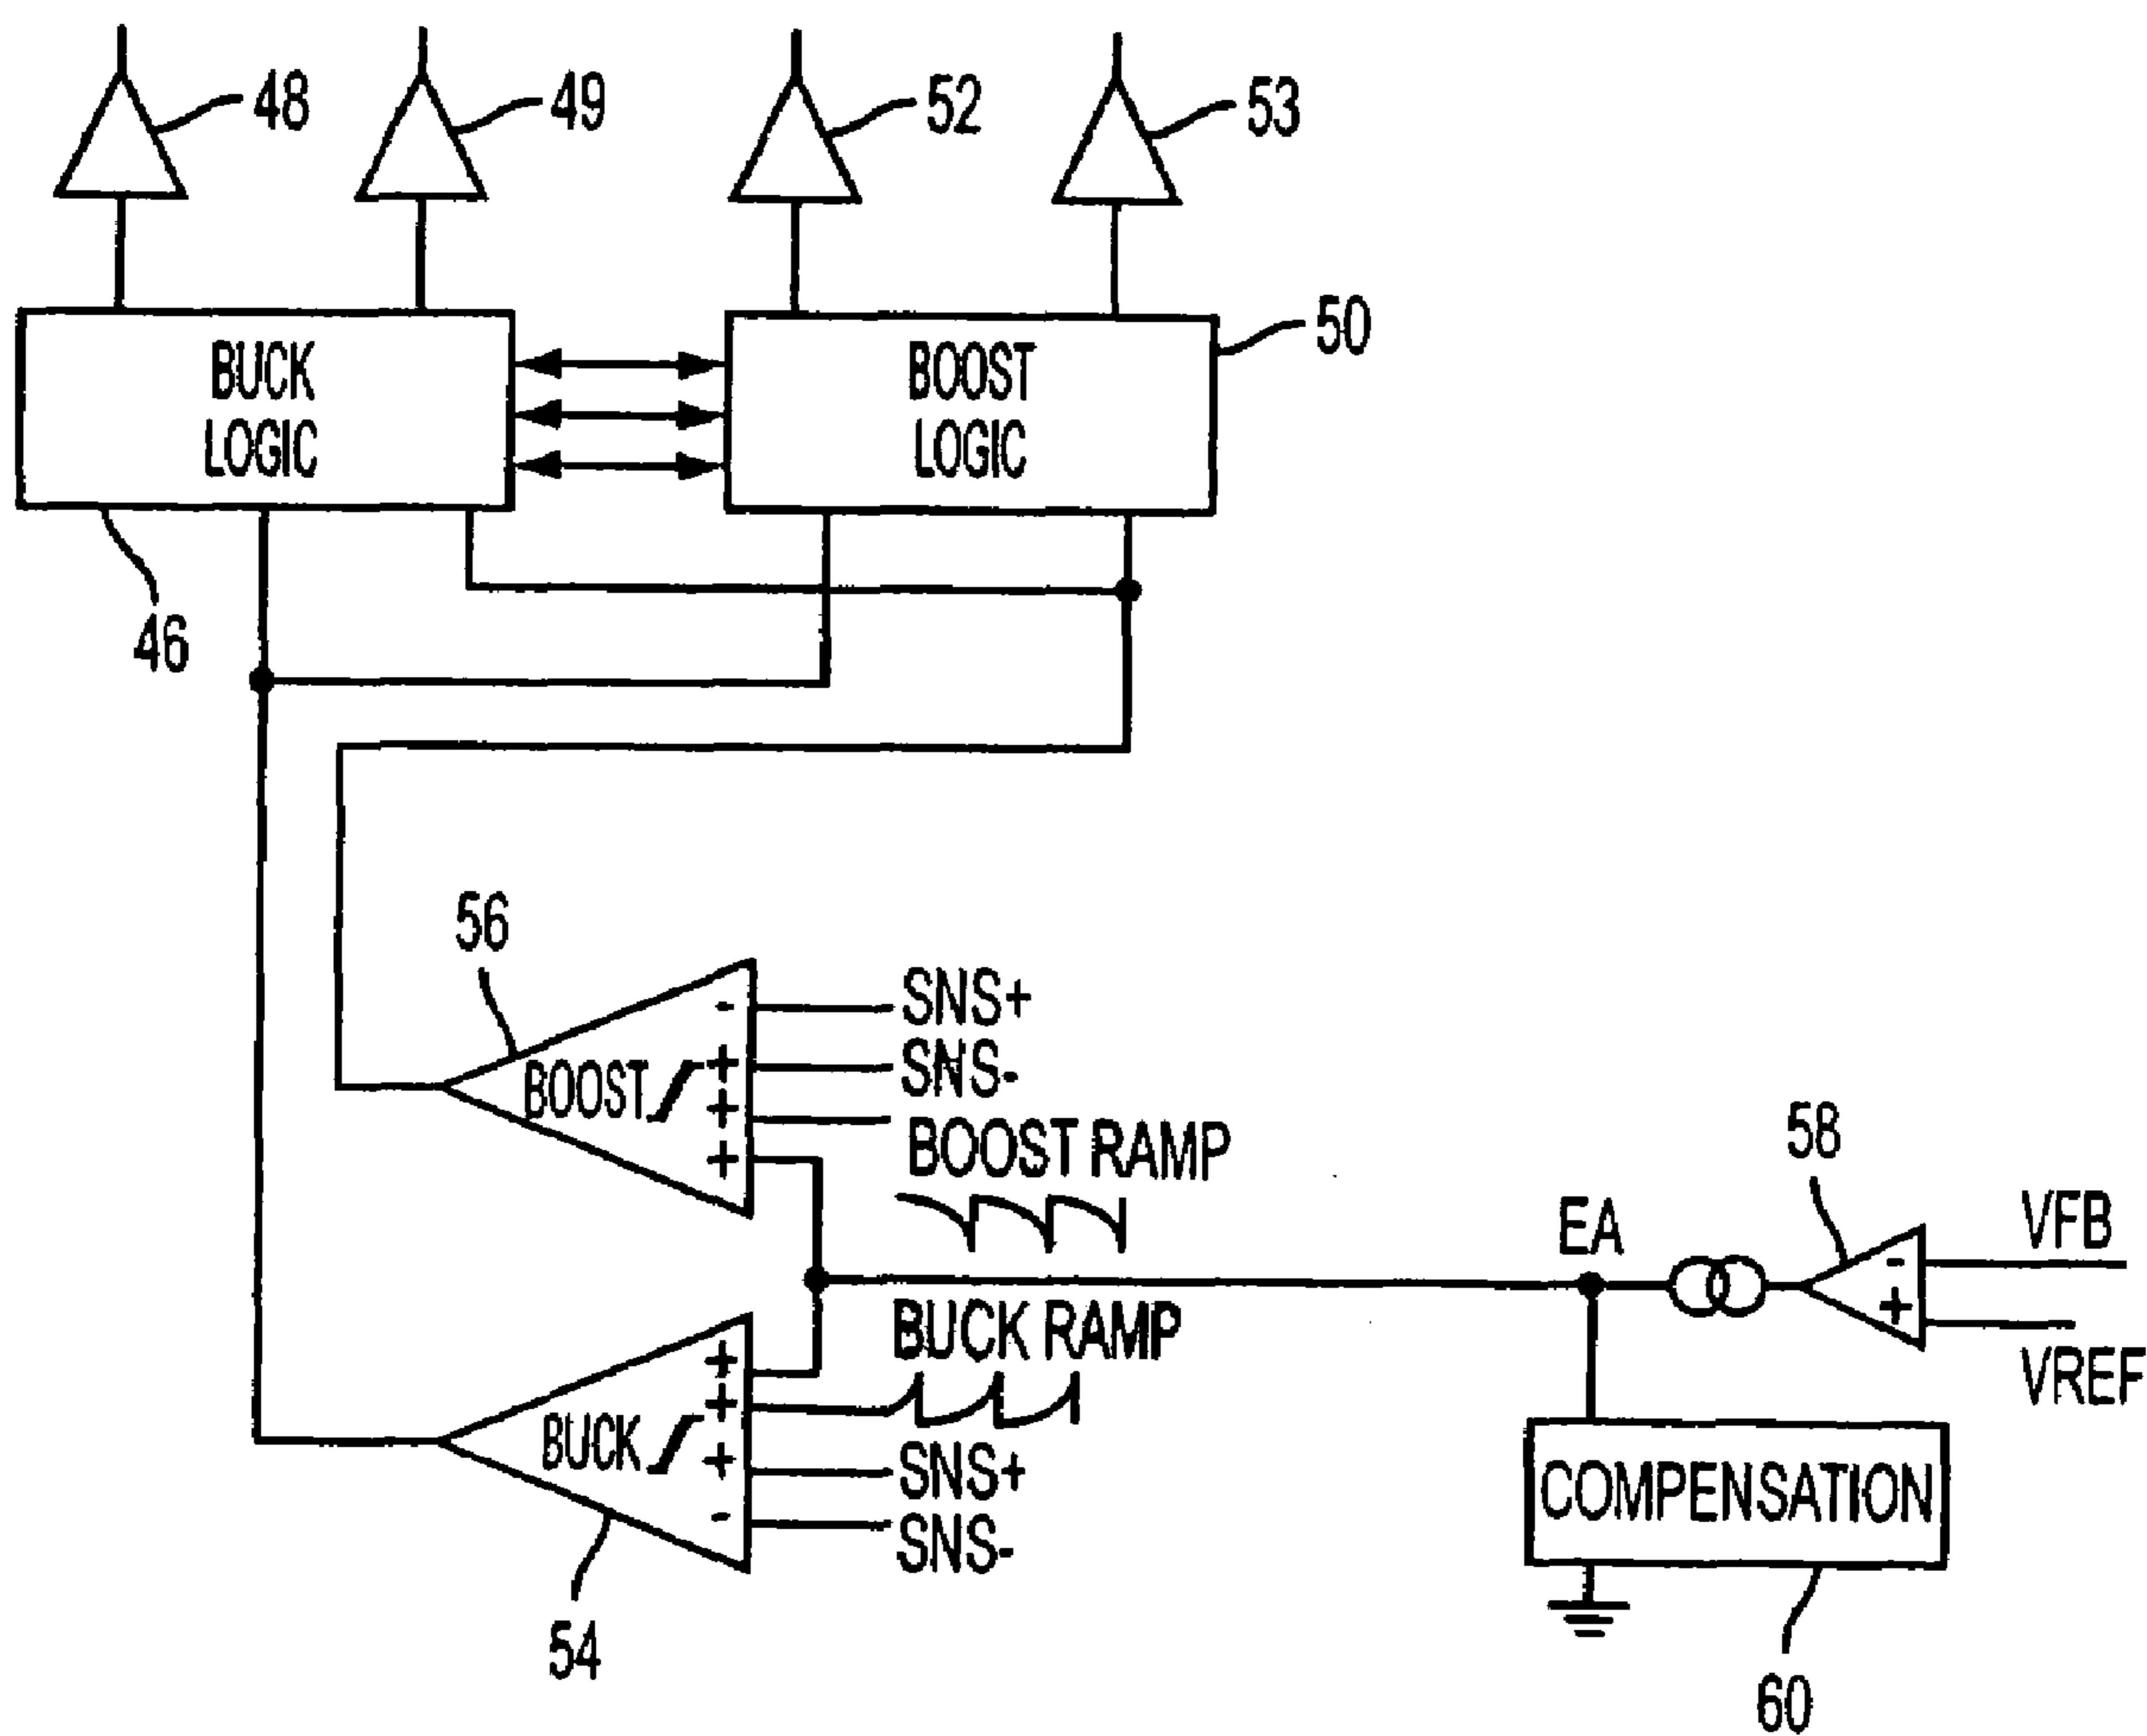 48
49
52
53
BUCK
LOGIC
BOOST
LOGIC
50
46
56
-
SNS+
+
SNS-
BOOST
+
BOOST RAMP
+
58
EA
VFB
-
+
VREF
BUCK RAMP
+
+
BUCK
+
SNS+
-
SNS-
COMPENSATION
54
60